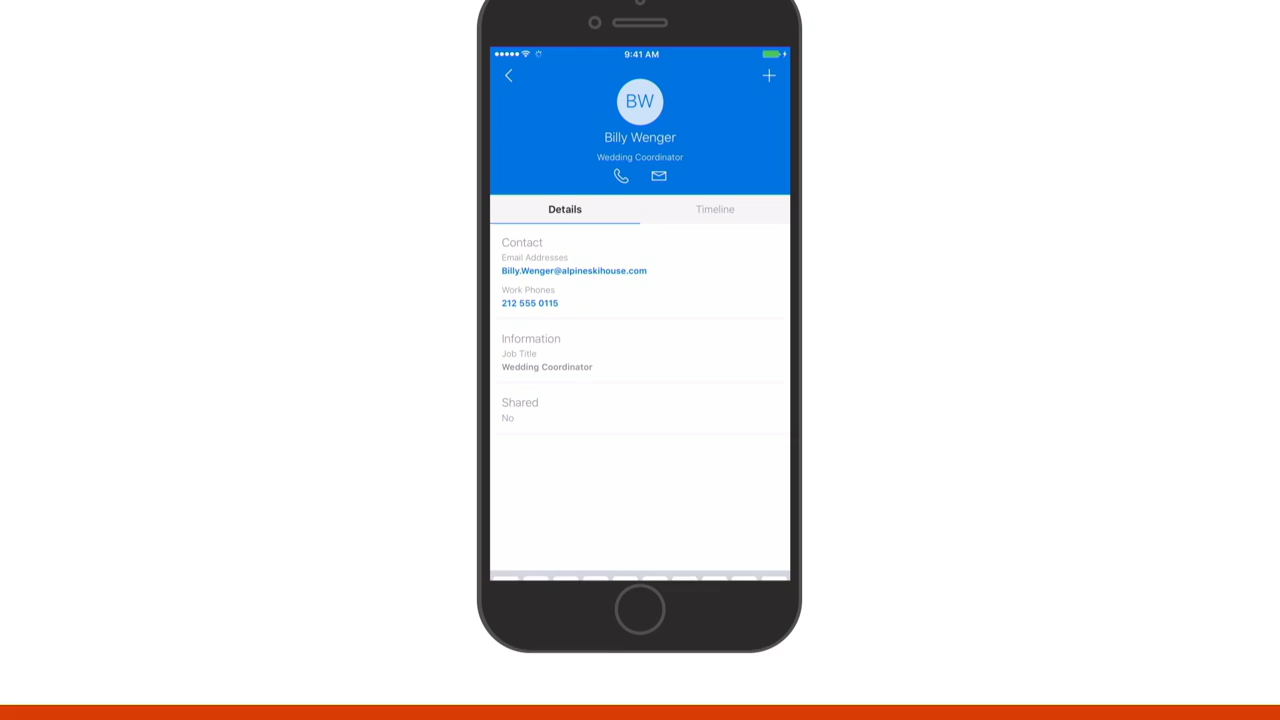 9:41 AM
BW
Billy Wenger
Wedding Coordinator
Details
Timeline
Contact
Email Addresses
Billy.Wenger@alpineskihouse.com
Work Phones
212 555 0115
Information
Job Title
Wedding Coordinator
Shared
No